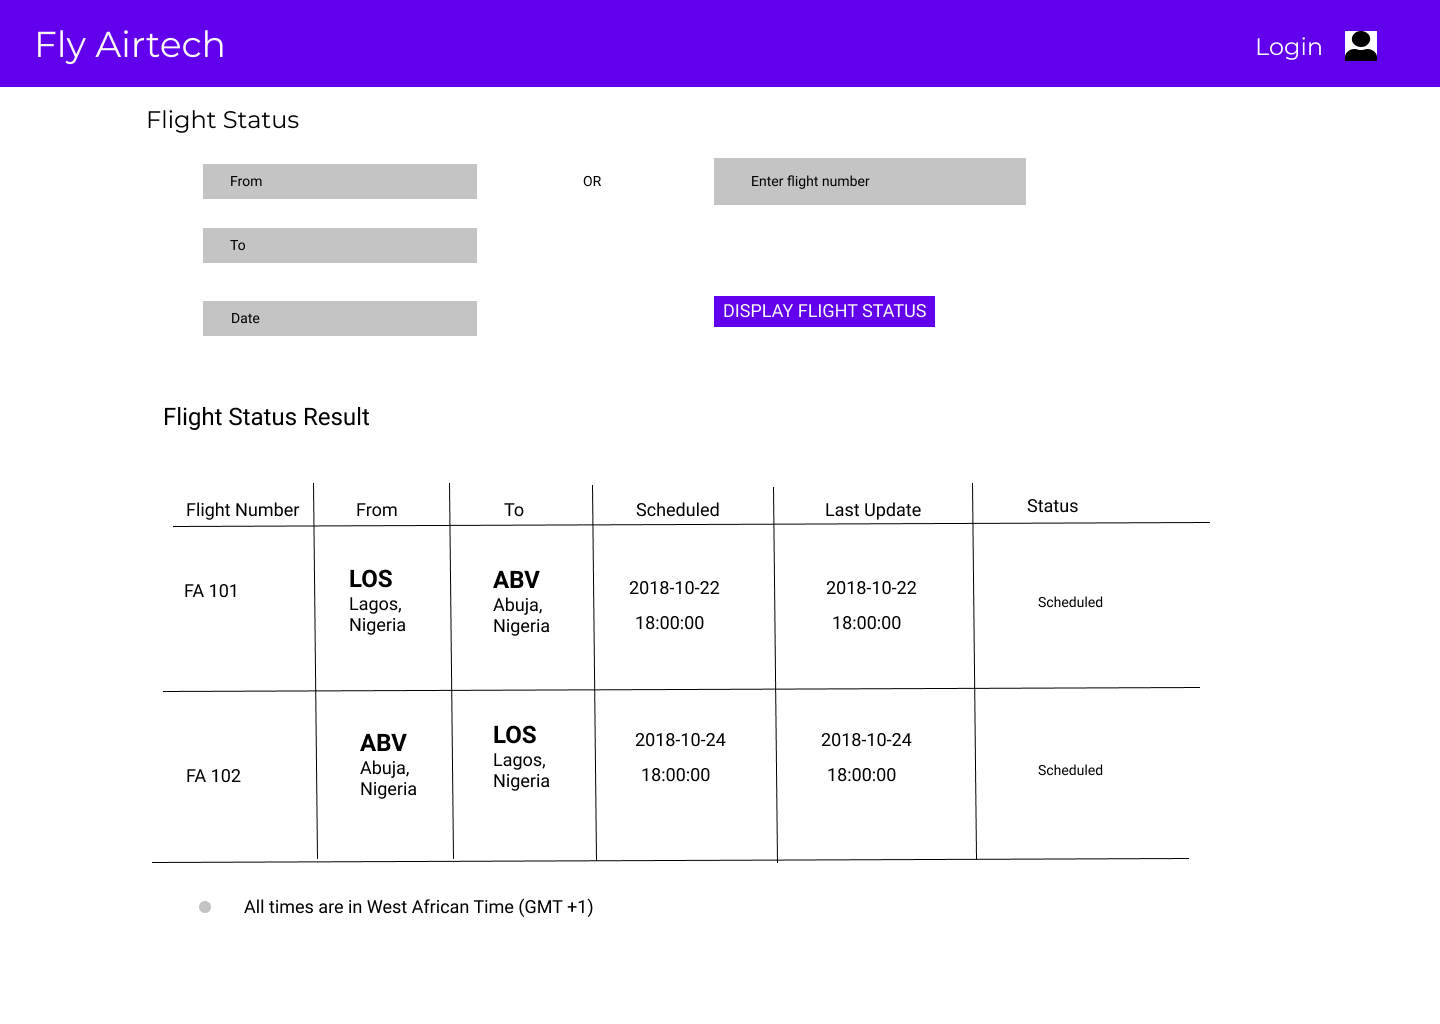 Fly Airtech
Login
Flight Status
From
OR
Enter flight number
To
Date
DISPLAY FLIGHT STATUS
Flight Status Result
Flight Number
From
To
Scheduled
Last Update
Status
FA 101
LOS
Lagos,
Nigeria
ABV
Abuja,
Nigeria
2018-10-22
18:00:00
2018-10-22
18:00:00
Scheduled
FA 102
ABV
Abuja,
Nigeria
LOS
Lagos,
Nigeria
2018-10-24
18:00:00
2018-10-24
18:00:00
Scheduled
All times are in West African Time (GMT +1)